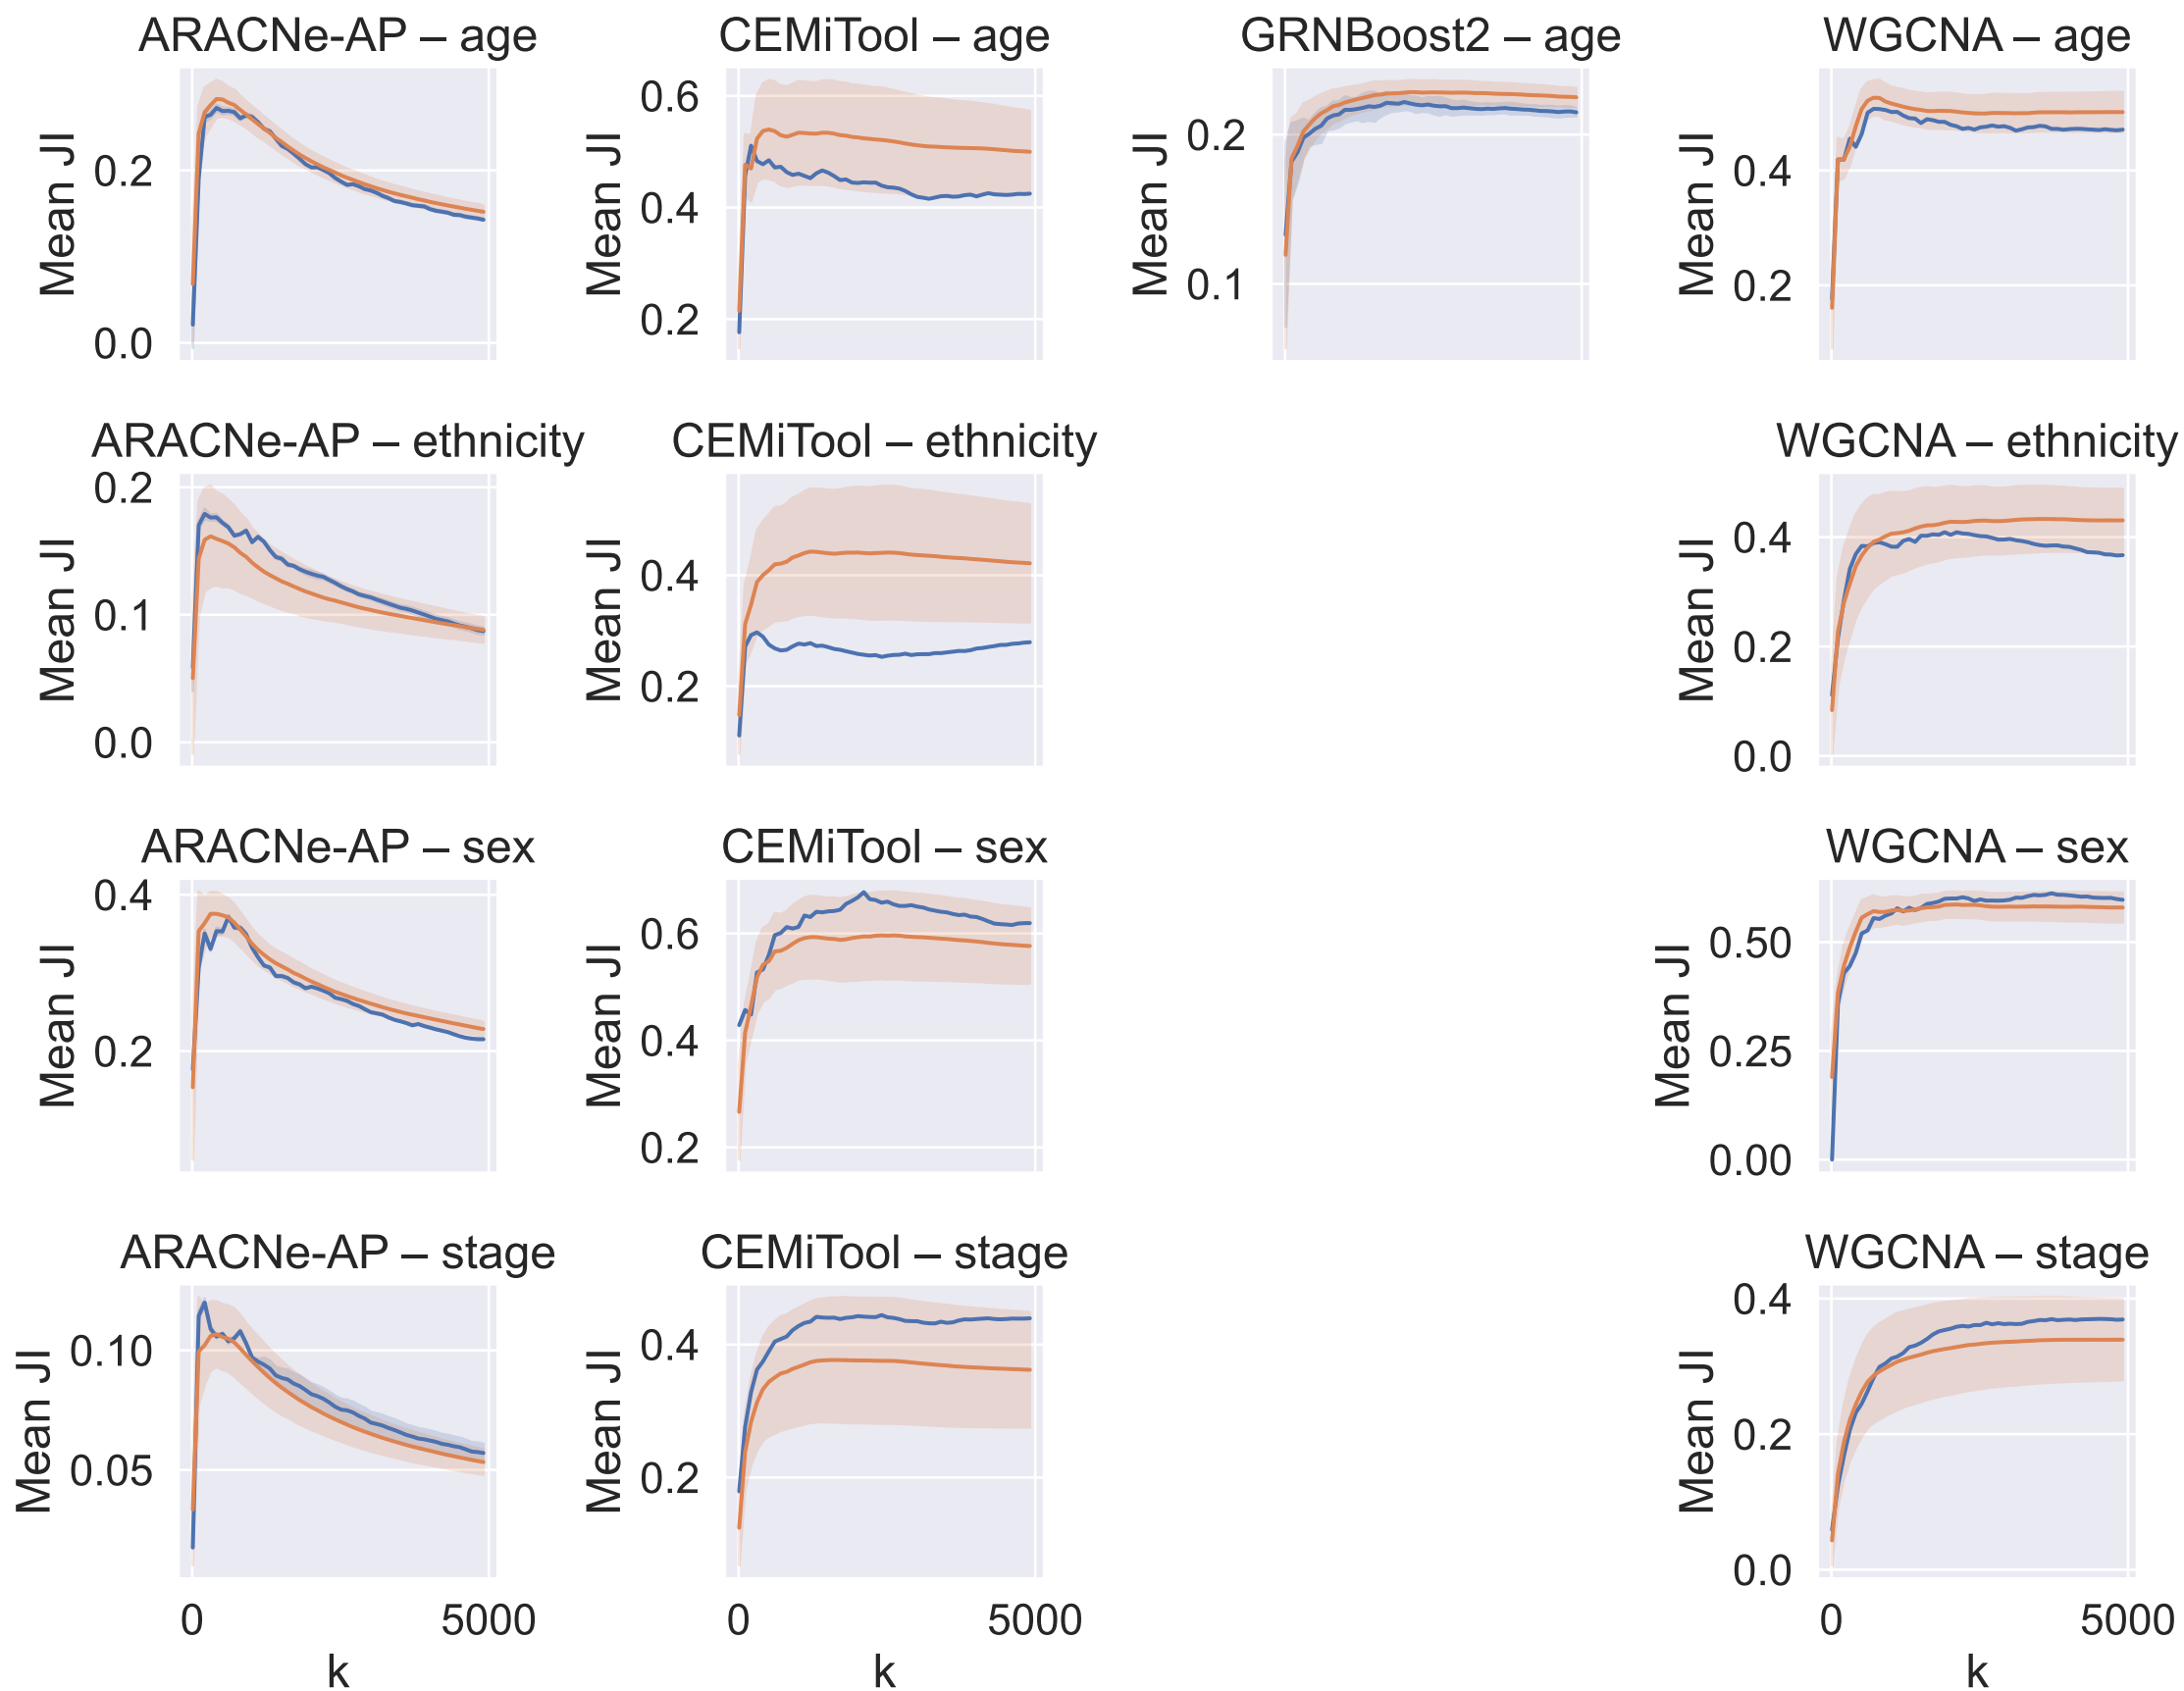 ARACNe-AP – age
CEMiTool – age
GRNBoost2 – age
WGCNA – age
Mean JI
0.2
0.0
Mean JI
0.6
0.4
0.2
Mean JI
0.2
0.1
Mean JI
0.4
0.2
ARACNe-AP – ethnicity
CEMiTool – ethnicity
WGCNA – ethnicity
Mean JI
0.2
0.1
0.0
Mean JI
0.4
0.2
Mean JI
0.4
0.2
0.0
ARACNe-AP – sex
CEMiTool – sex
WGCNA – sex
Mean JI
0.4
0.2
Mean JI
0.6
0.4
0.2
Mean JI
0.50
0.25
0.00
ARACNe-AP – stage
CEMiTool – stage
WGCNA – stage
Mean JI
0.10
0.05
Mean JI
0.4
0.2
Mean JI
0.4
0.2
0.0
0 5000
0 5000
0 5000
k
k
k